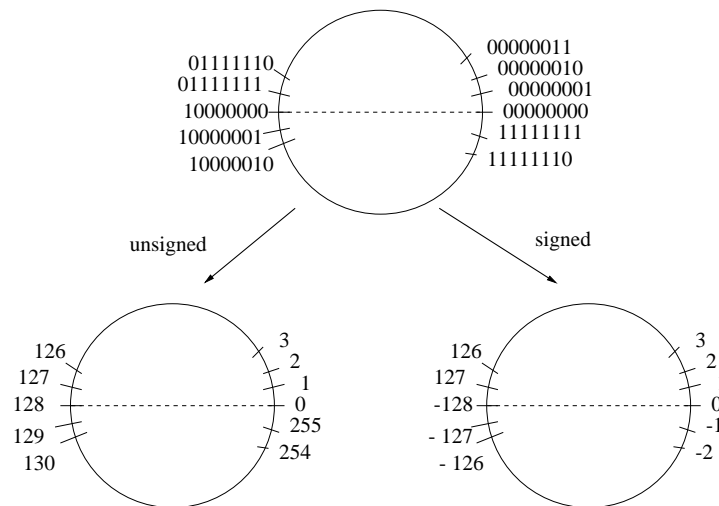 00000011
01111110 00000010
01111111 00000001
10000000 00000000
10000001 11111111
10000010 11111110
unsigned signed
126 3 126 3
127 2 127 2
1
128 0 -128 0
129 255 - 127 -1
130 254 - 126 -2